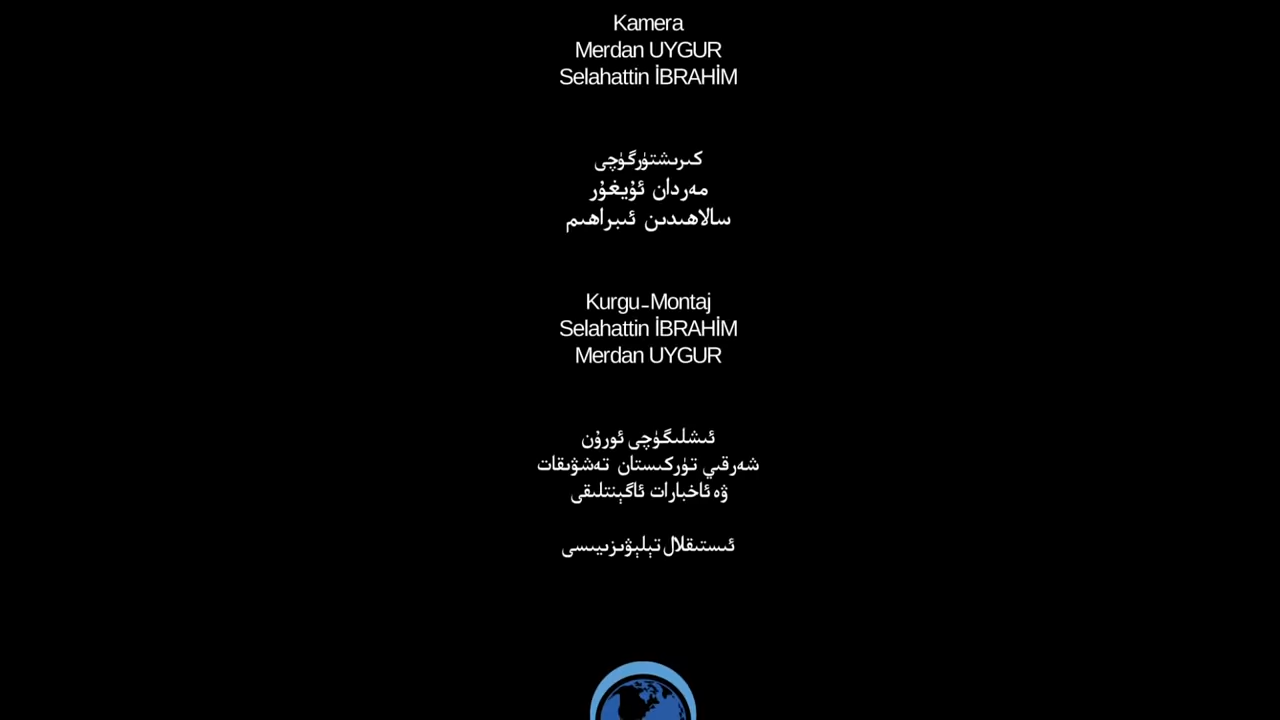 Kamera
Merdan UYGUR
Selahattin İBRAHİM
كىرىشتۈرگۈچى
مەردان ئۇيغۇر
سالاھىدىن ئىبراھىم
Kurgu-Montaj
Selahattin İBRAHİM
Merdan UYGUR
ئىشلىگۈچى ئورۇن
شەرقىي تۈركىستان تەشۋىقات
ۋە ئاخبارات ئاگېنتلىقى
ئىستىقلال تېلېۋىزىيىسى